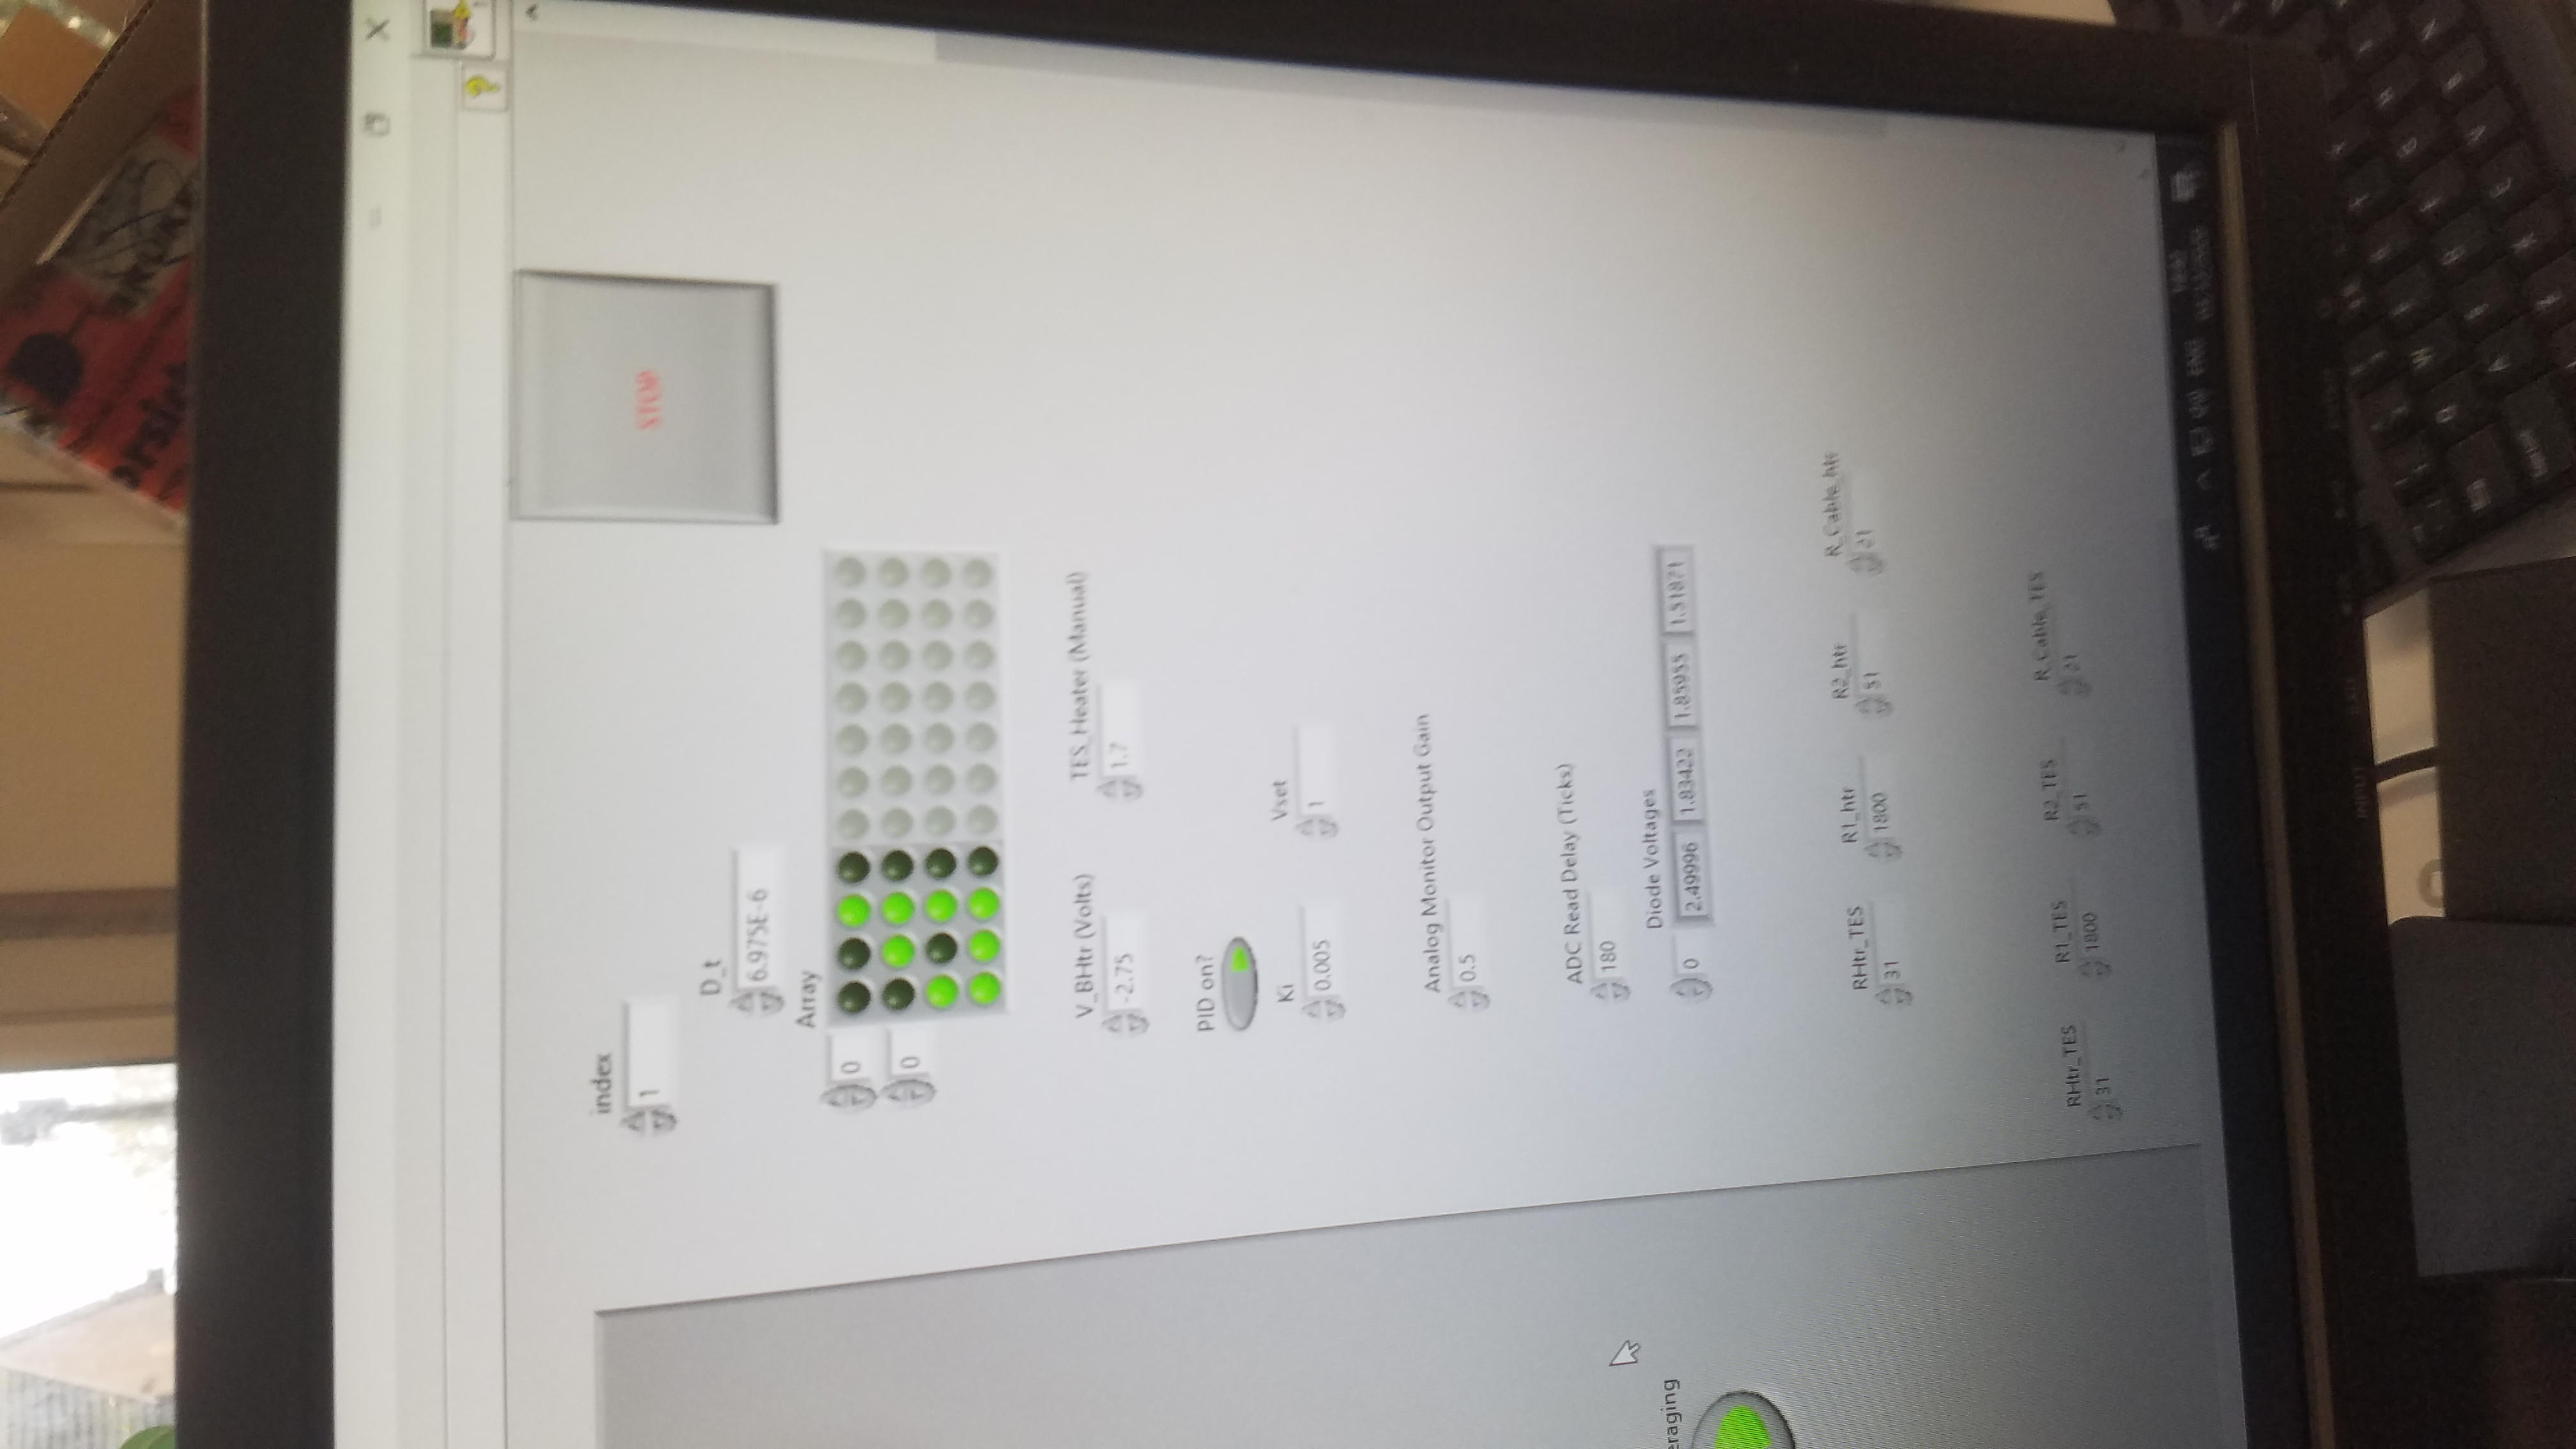 index
1
D_t
6.975E-6
Array
0
0
STOP
V_BHtr (Volts) TES_Heater (Manual)
-2.75 1.7
PID on?
Ki Vset
0.005 1
Analog Monitor Output Gain
0.5
ADC Read Delay (Ticks)
180
Diode Voltages
0 2.49996 1.83422 1.85955 1.51871
eraging
RHtr_TES R1_htr R2_htr R_Cable_htr
31 1800 51 21
RHtr_TES R1_TES R2_TES R_Cable_TES
31 1800 51 21
ENG
INPUT